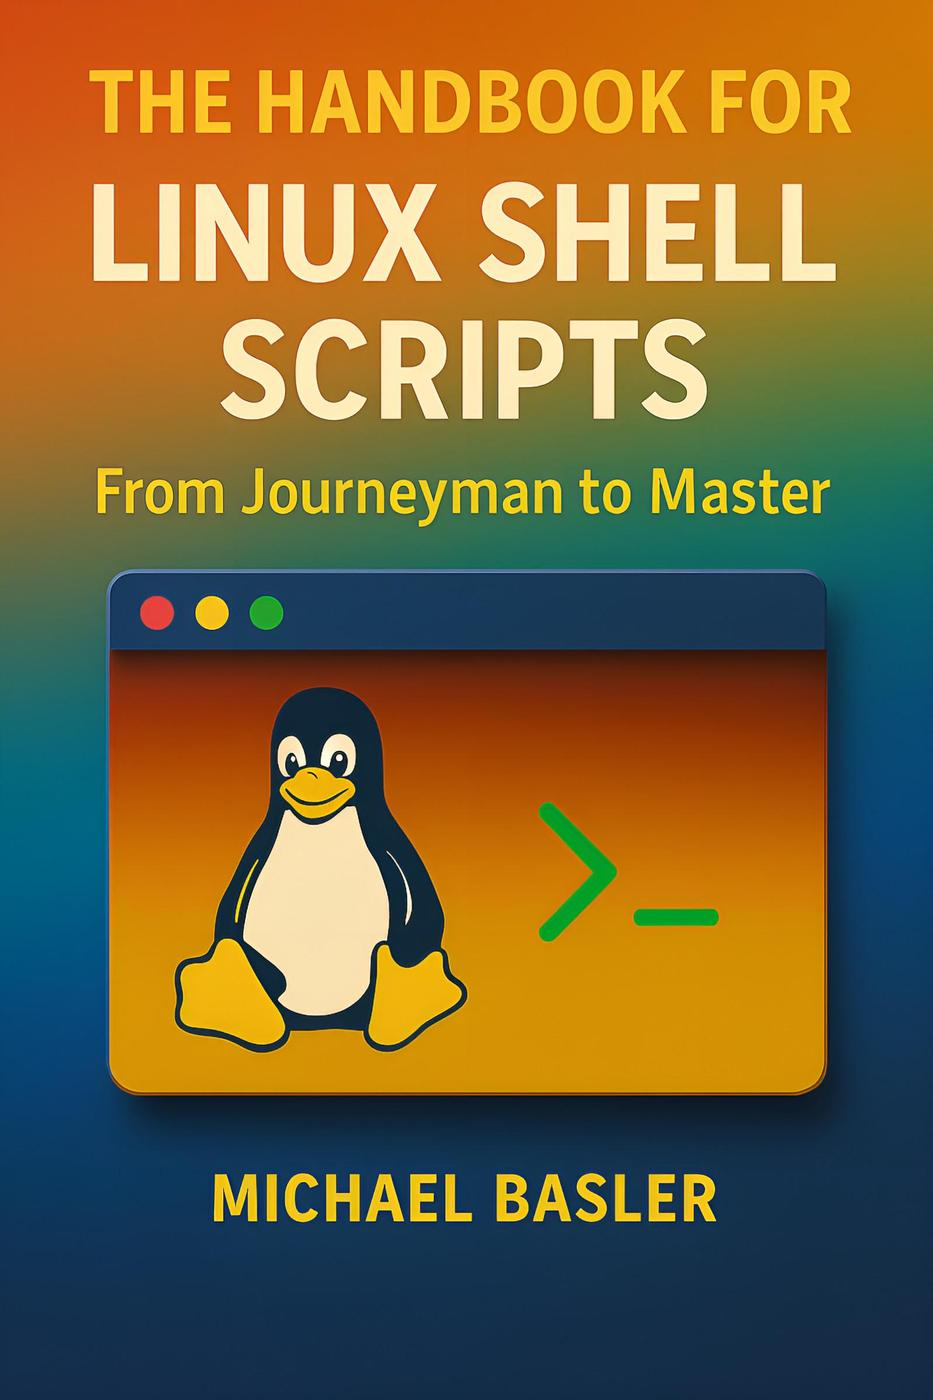 THE HANDBOOK FOR
LINUX SHELL
SCRIPTS
From Journeyman to Master
>_
MICHAEL BASLER